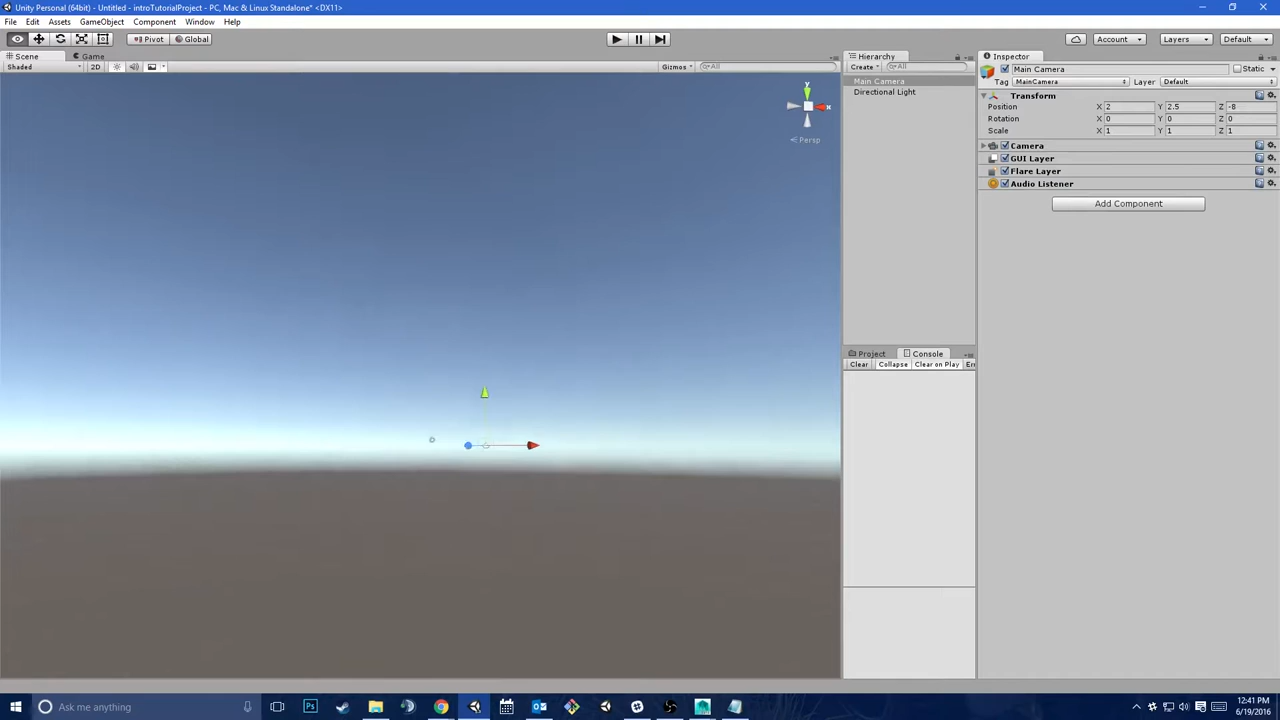 Unity Personal (64bit) - Untitled - introTutorialProject - PC, Mac & Linux Standalone* <DX11>
File Edit Assets GameObject Component Window Help
Pivot Global Account Layers Default
Scene Game
Shaded 2D Gizmos All
y
x
Persp
Hierarchy
Create All
Main Camera
Directional Light
Project Console
Clear Collapse Clear on Play
Inspector
Main Camera Static
Tag MainCamera Layer Default
Transform
Position X 2 Y 2.5 Z -8
Rotation X 0 Y 0 Z 0
Scale X 1 Y 1 Z 1
Camera
GUI Layer
Flare Layer
Audio Listener
Add Component
Ask me anything
12:41 PM
6/19/2016